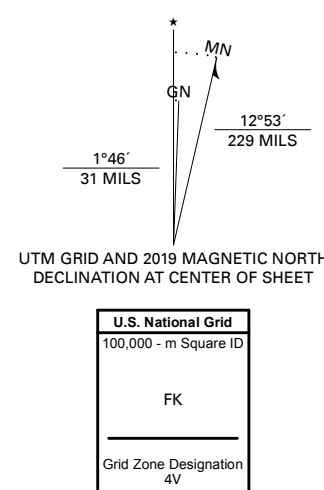 ★
MN
GN
12°53´
229 MILS
1°46´
31 MILS
UTM GRID AND 2019 MAGNETIC NORTH
DECLINATION AT CENTER OF SHEET
U.S. National Grid
100,000 - m Square ID
FK
Grid Zone Designation
4V